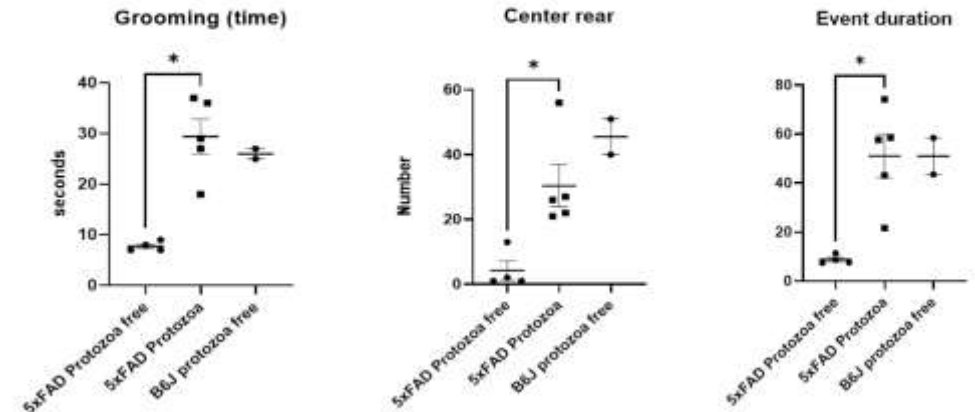 Grooming (time)
*
seconds
40
30
20
10
0
5xFAD Protozoa free
5xFAD Protozoa
B6J protozoa free
Center rear
*
Number
60
40
20
0
5xFAD Protozoa free
5xFAD Protozoa
B6J protozoa free
Event duration
*
80
60
40
20
0
5xFAD Protozoa free
5xFAD Protozoa
B6J protozoa free